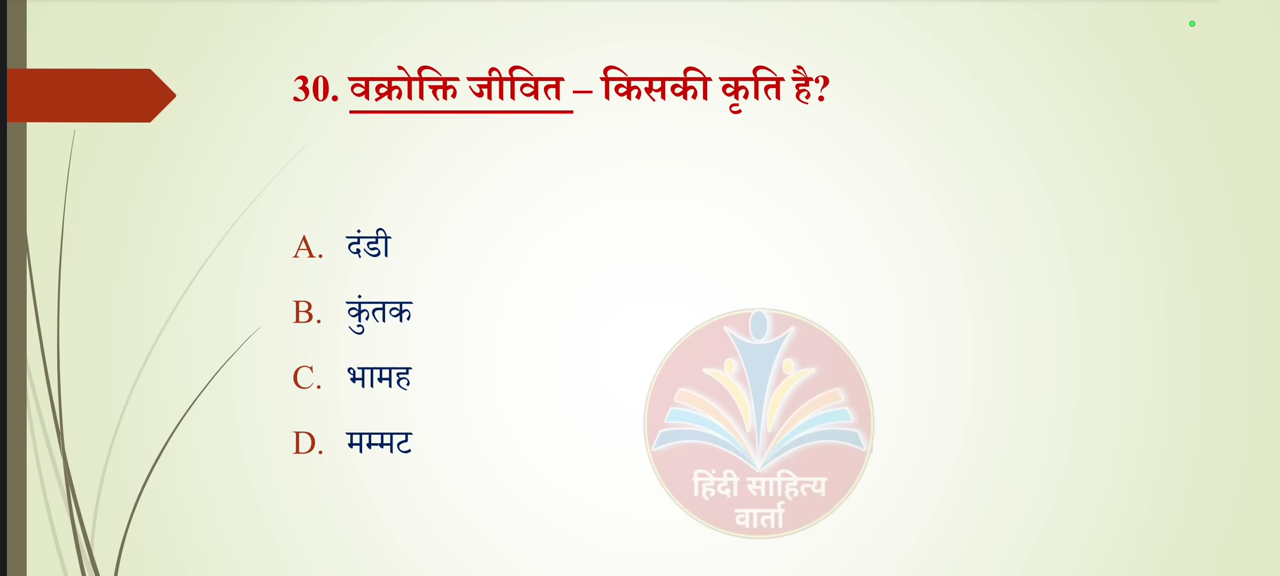 30. वक्रोक्ति जीवित – किसकी कृति है?
A. दंडी
B. कुंतक
C. भामह
D. मम्मट
हिंदी साहित्य
वार्ता